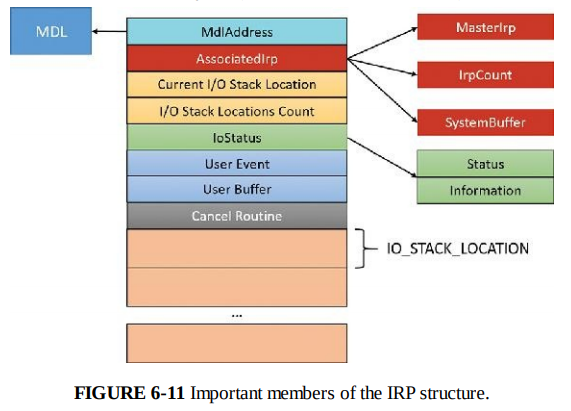 MDL
MdlAddress
MasterIrp
AssociatedIrp
IrpCount
Current I/O Stack Location
I/O Stack Locations Count
SystemBuffer
IoStatus
Status
User Event
Information
User Buffer
Cancel Routine
IO_STACK_LOCATION
...
FIGURE 6-11 Important members of the IRP structure.